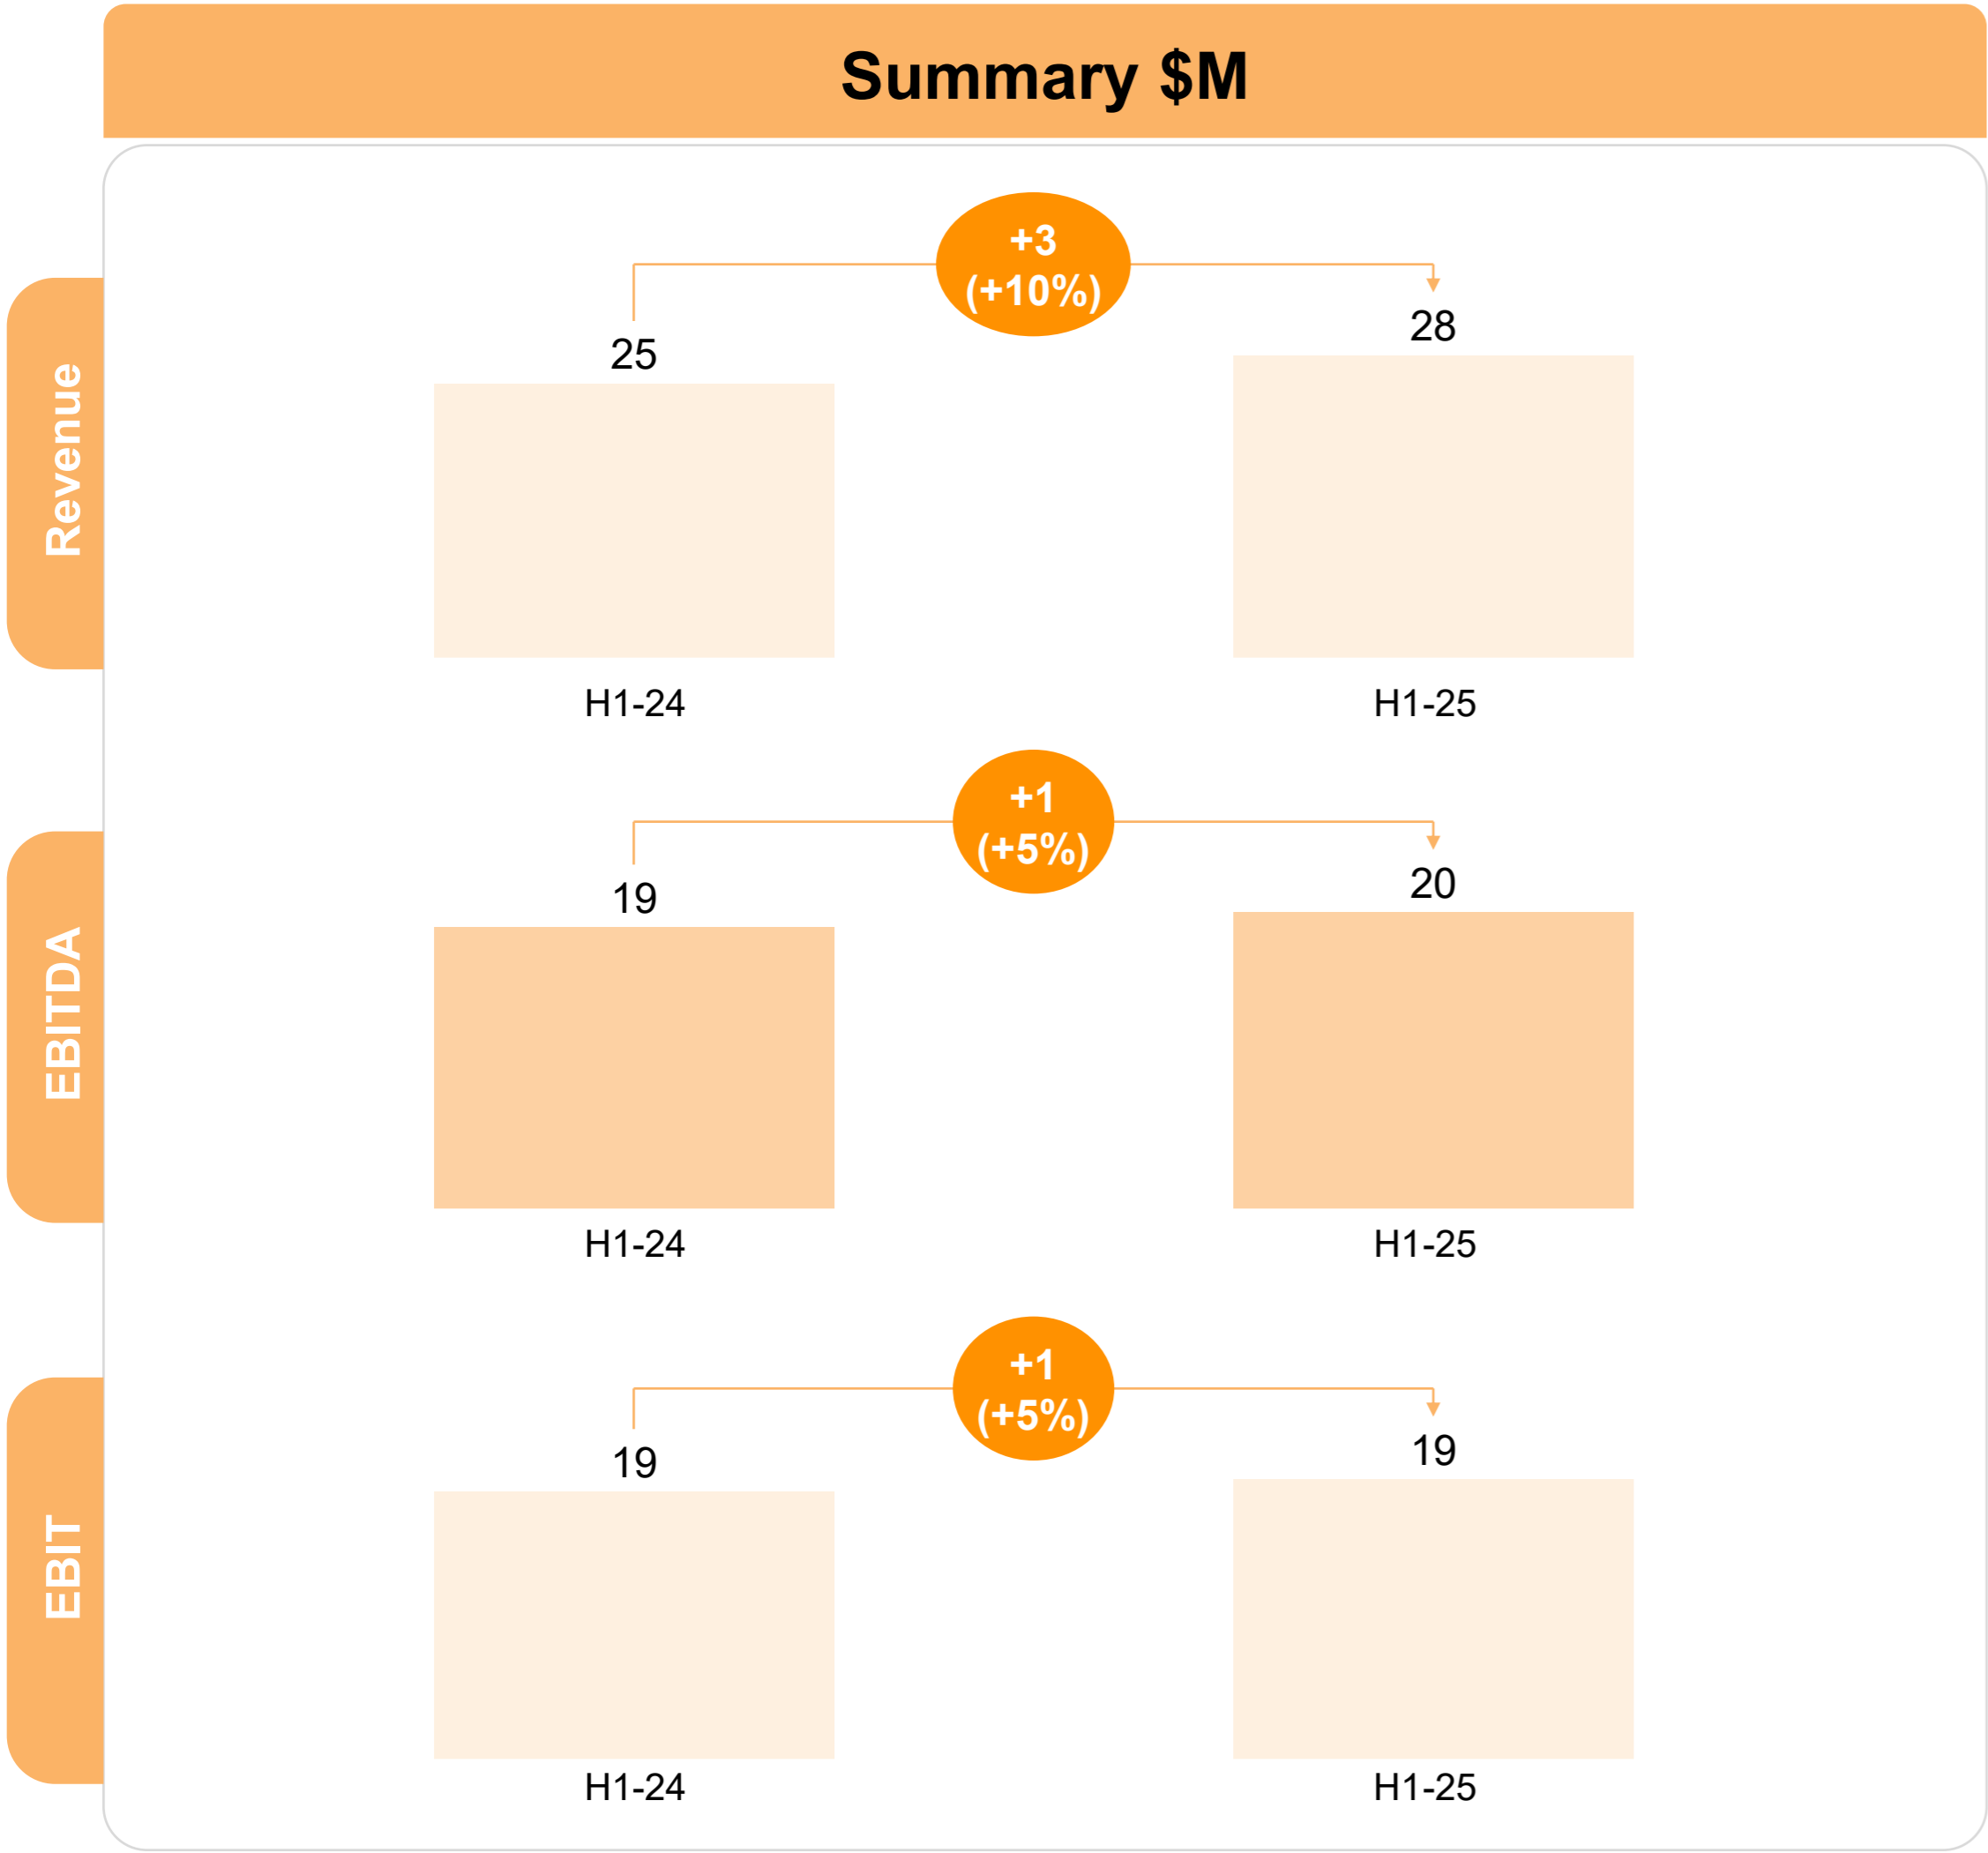 Summary $M
Revenue
+3
(+10%)
25
28
H1-24
H1-25
EBITDA
+1
(+5%)
19
20
H1-24
H1-25
EBIT
+1
(+5%)
19
19
H1-24
H1-25